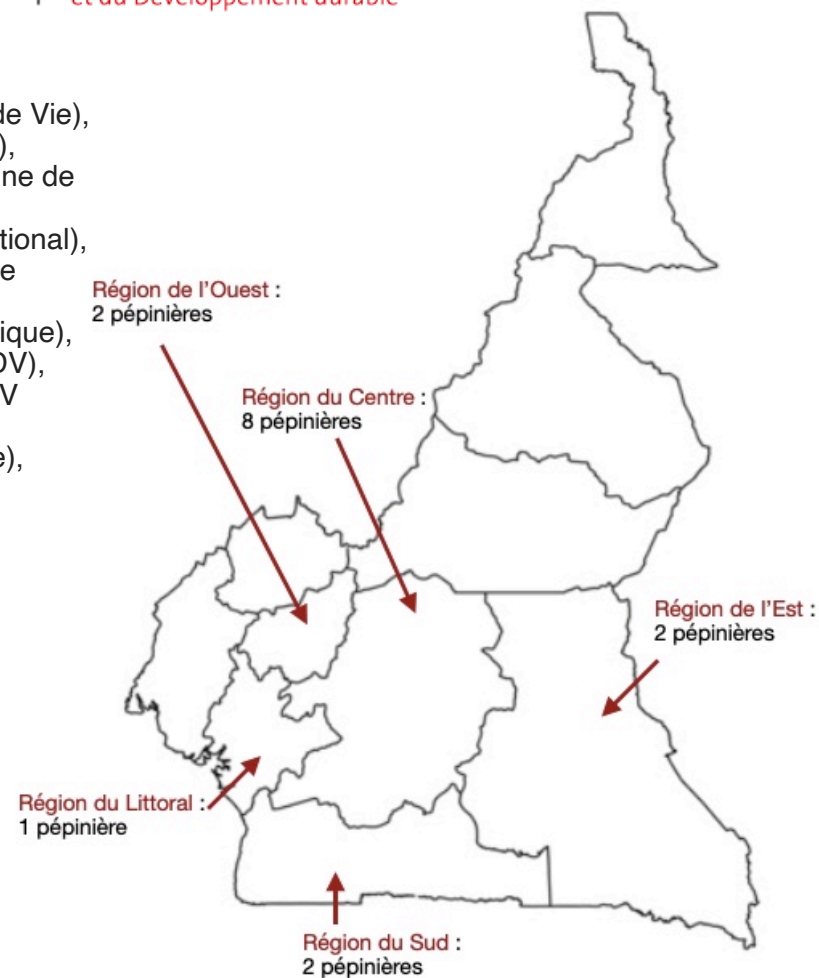 et du Développement durable
de Vie),
),
ne de
tional),
e
ique),
DV),
V
e),
Région de l'Ouest :
2 pépinières
Région du Centre :
8 pépinières
Région de l'Est :
2 pépinières
Région du Littoral :
1 pépinière
Région du Sud :
2 pépinières